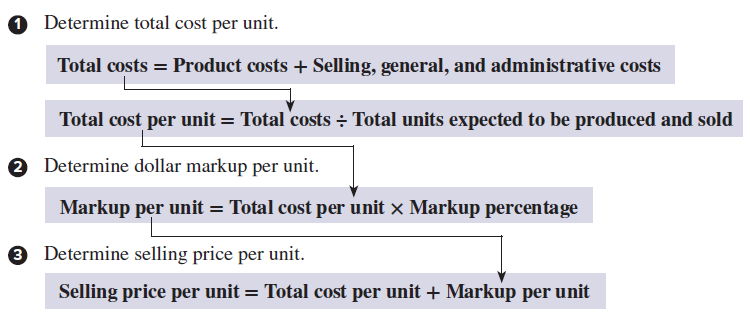 1 Determine total cost per unit.
Total costs = Product costs + Selling, general, and administrative costs
Total cost per unit = Total costs ÷ Total units expected to be produced and sold
2 Determine dollar markup per unit.
Markup per unit = Total cost per unit × Markup percentage
3 Determine selling price per unit.
Selling price per unit = Total cost per unit + Markup per unit